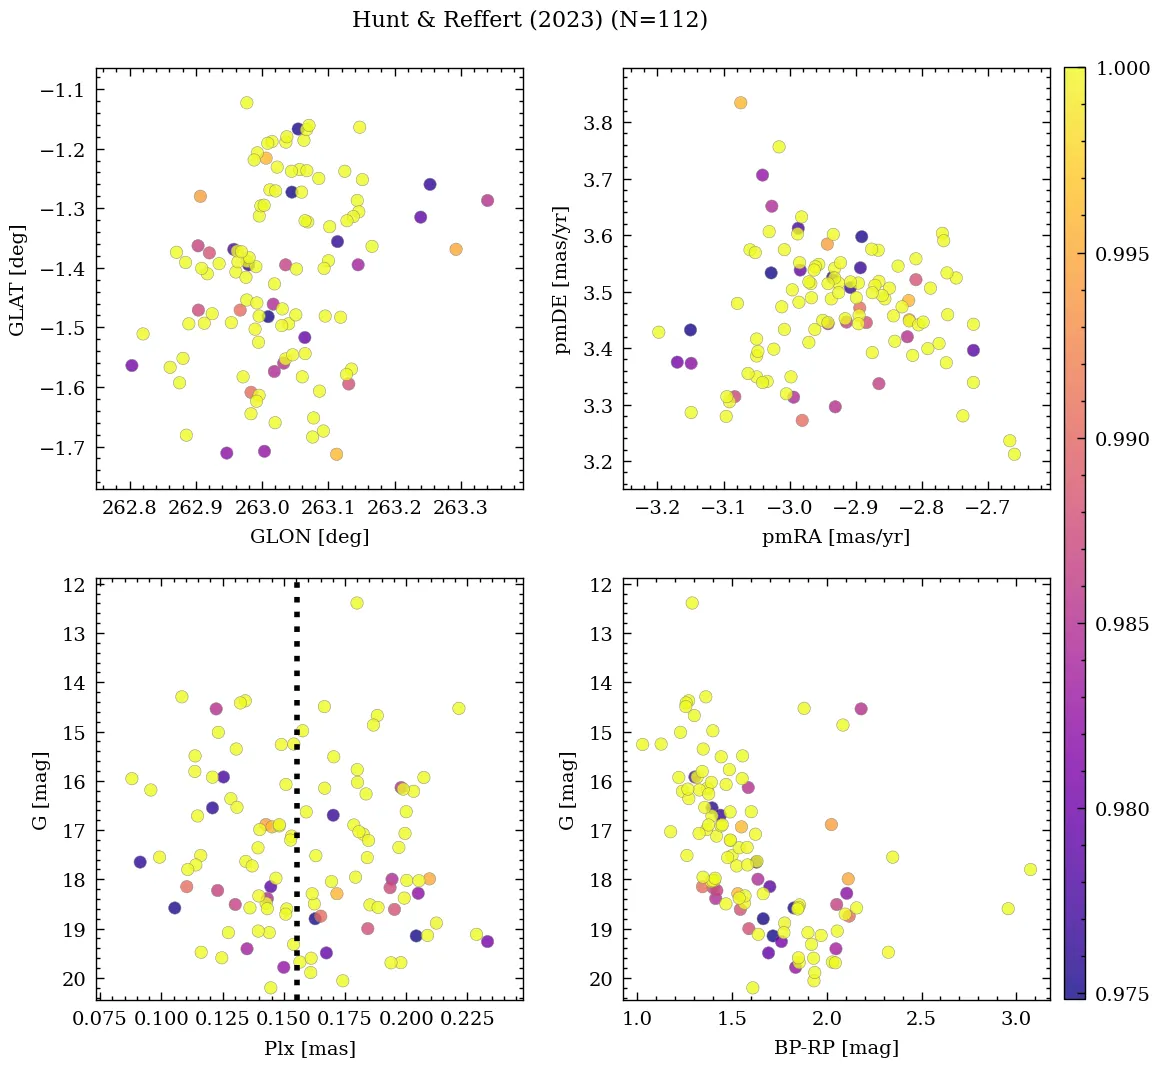 Hunt & Reffert (2023) (N=112)
−1.1
−1.2
−1.3
−1.4
−1.5
−1.6
−1.7
GLAT [deg]
262.8 262.9 263.0 263.1 263.2 263.3
GLON [deg]
3.8
3.7
3.6
3.5
3.4
3.3
3.2
pmDE [mas/yr]
−3.2 −3.1 −3.0 −2.9 −2.8 −2.7
pmRA [mas/yr]
1.000
0.995
0.990
0.985
0.980
0.975
12
13
14
15
16
17
18
19
20
G [mag]
0.075 0.100 0.125 0.150 0.175 0.200 0.225
Plx [mas]
12
13
14
15
16
17
18
19
20
G [mag]
1.0 1.5 2.0 2.5 3.0
BP-RP [mag]